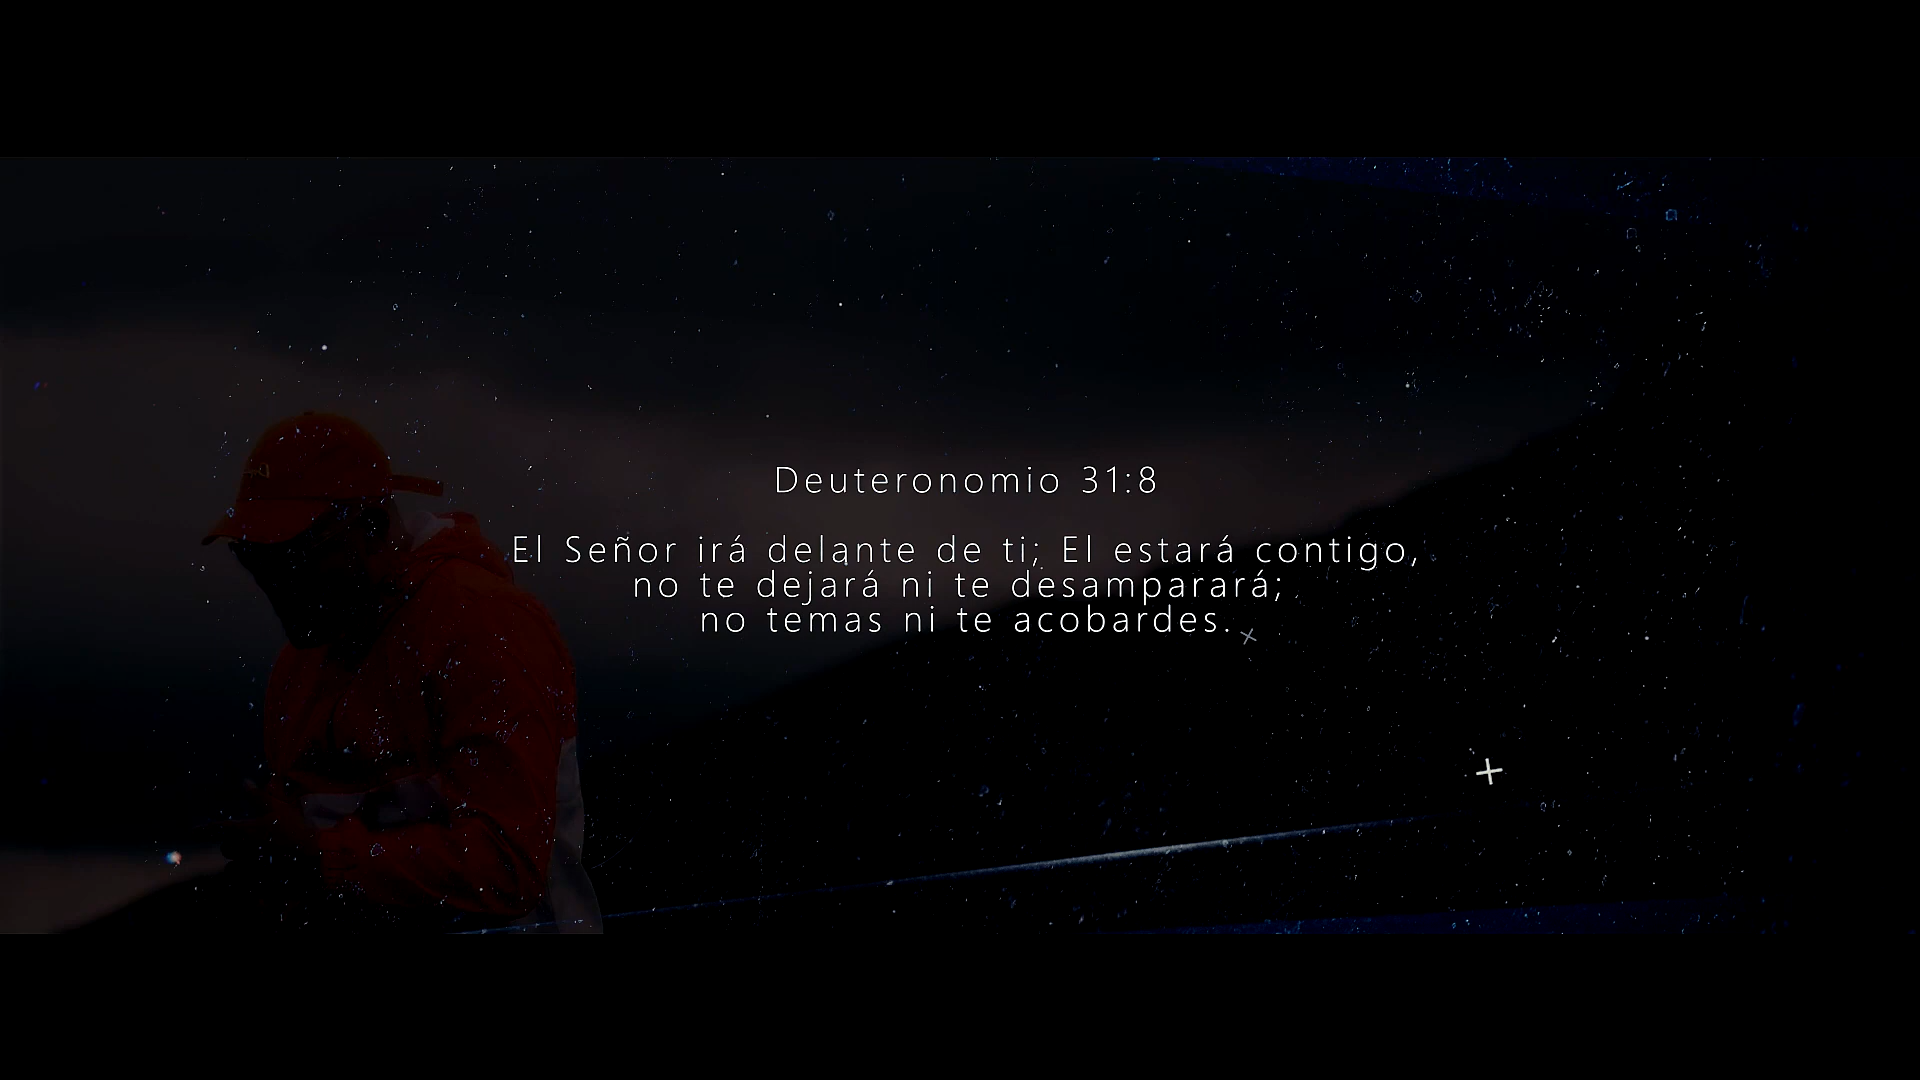 Deuteronomio 31:8
El Señor irá delante de ti; El estará contigo,
no te dejará ni te desamparará;
no temas ni te acobardes.